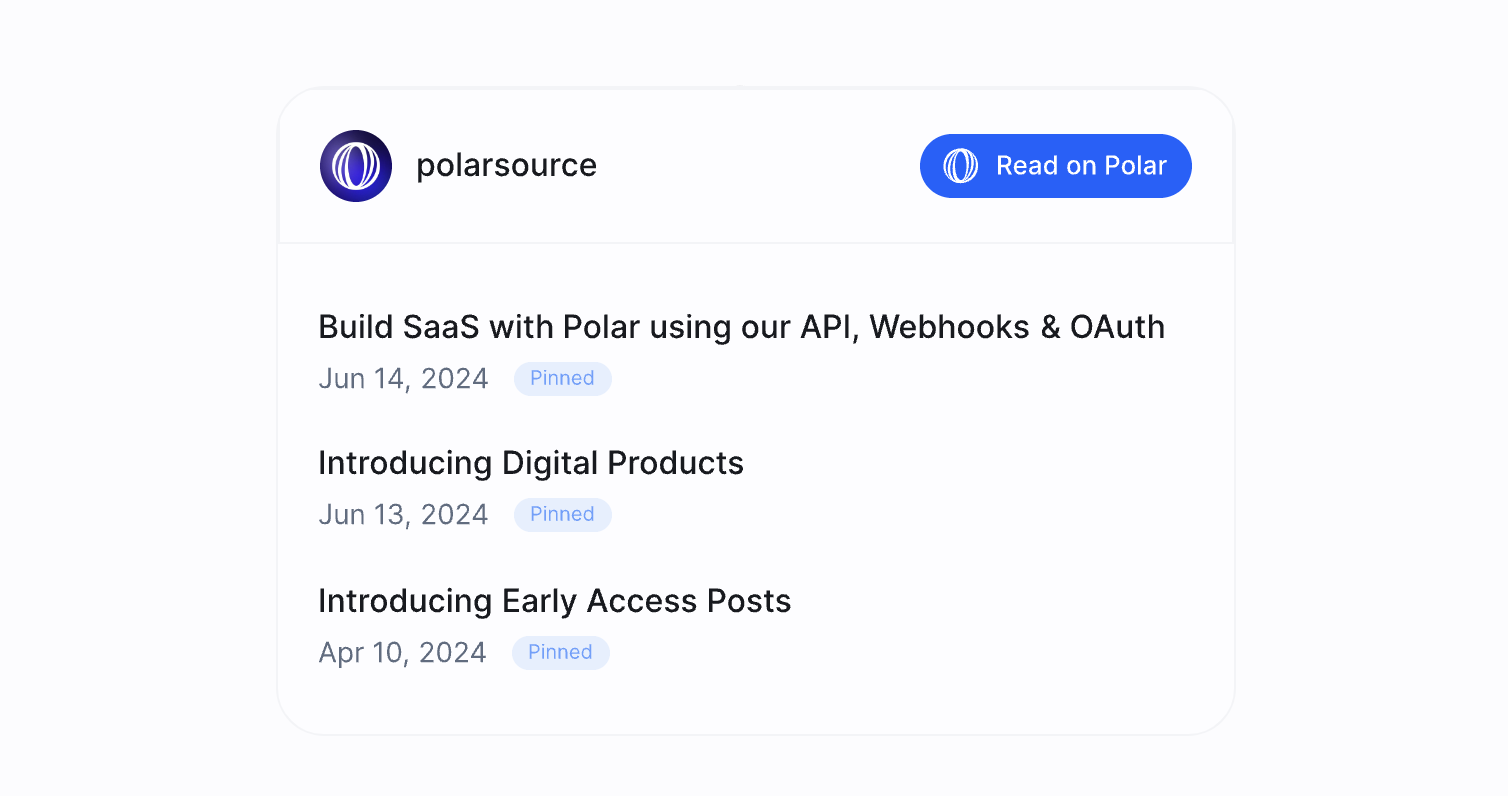 polarsource
Read on Polar
Build SaaS with Polar using our API, Webhooks & OAuth
Jun 14, 2024 Pinned
Introducing Digital Products
Jun 13, 2024 Pinned
Introducing Early Access Posts
Apr 10, 2024 Pinned